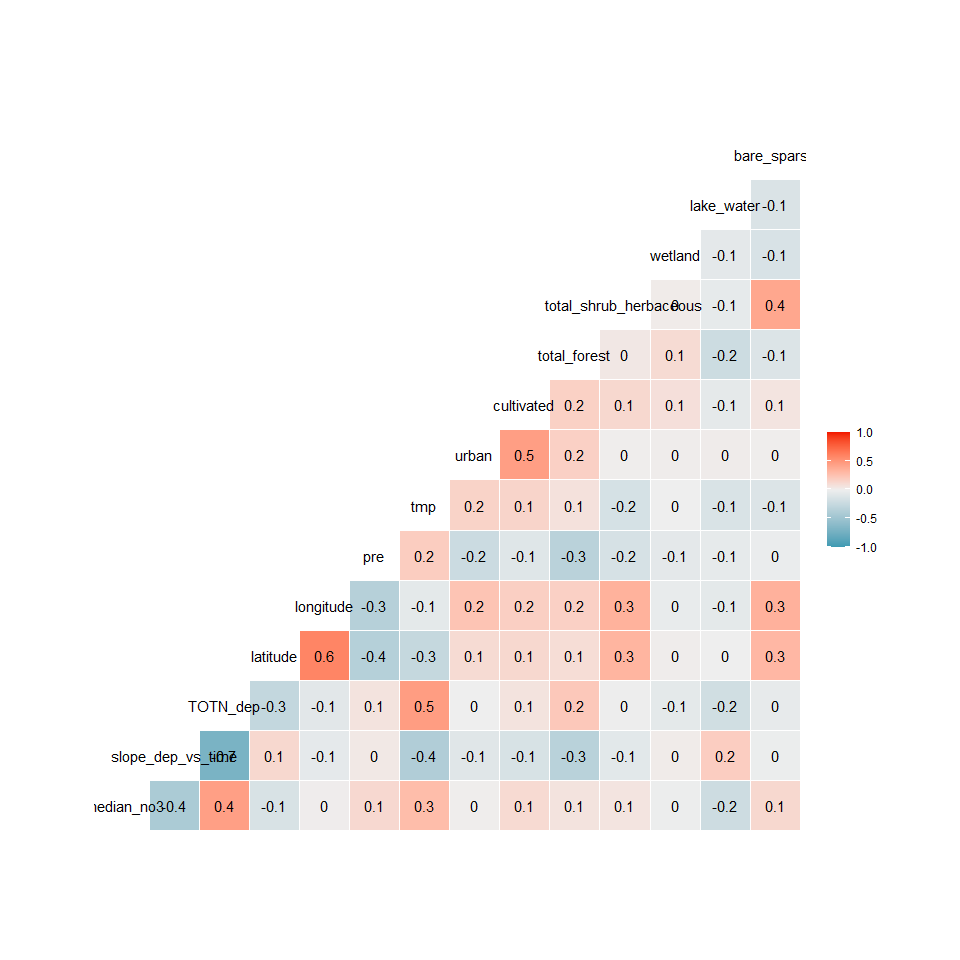 bare_spars
lake_water -0.1
wetland -0.1 -0.1
total_shrub_herbaceous 0 -0.1 0.4
total_forest 0 0.1 -0.2 -0.1
cultivated 0.2 0.1 0.1 -0.1 0.1
urban 0.5 0.2 0 0 0 0
1.0
0.5
0.0
-0.5
-1.0
tmp 0.2 0.1 0.1 -0.2 0 -0.1 -0.1
pre 0.2 -0.2 -0.1 -0.3 -0.2 -0.1 -0.1 0
longitude -0.3 -0.1 0.2 0.2 0.2 0.3 0 -0.1 0.3
latitude 0.6 -0.4 -0.3 0.1 0.1 0.1 0.3 0 0 0.3
TOTN_dep -0.3 -0.1 0.1 0.5 0 0.1 0.2 0 -0.1 -0.2 0
slope_dep_vs_time -0.7 0.1 -0.1 0 -0.4 -0.1 -0.1 -0.3 -0.1 0 0.2 0
nedian_no3 -0.4 0.4 -0.1 0 0.1 0.3 0 0.1 0.1 0.1 0 -0.2 0.1